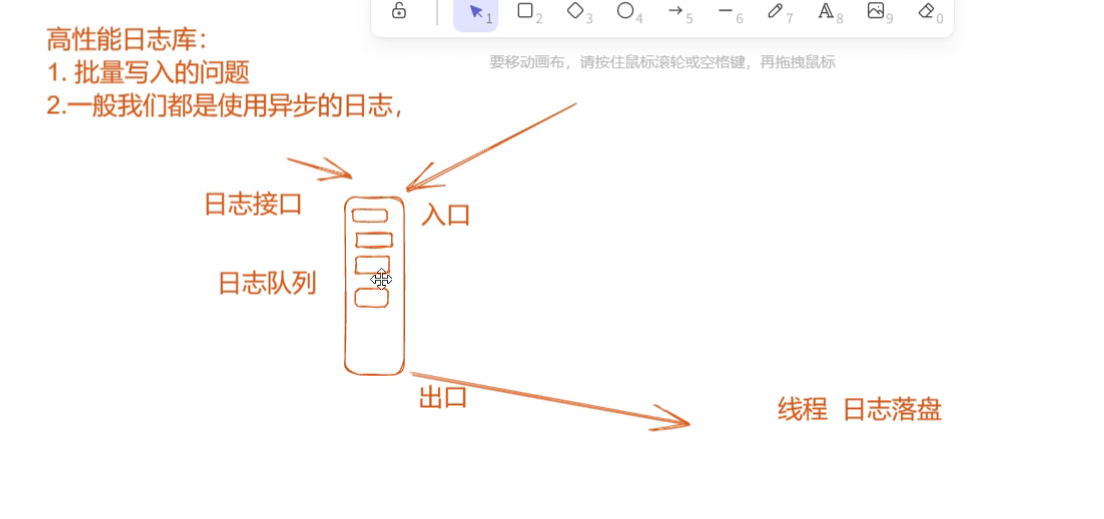 1 2 3 4 5 6 7 8 9 0
要移动画布，请按住鼠标滚轮或空格键，再拖拽鼠标
高性能日志库：
1. 批量写入的问题
2.一般我们都是使用异步的日志，
日志接口
入口
日志队列
出口
线程 日志落盘